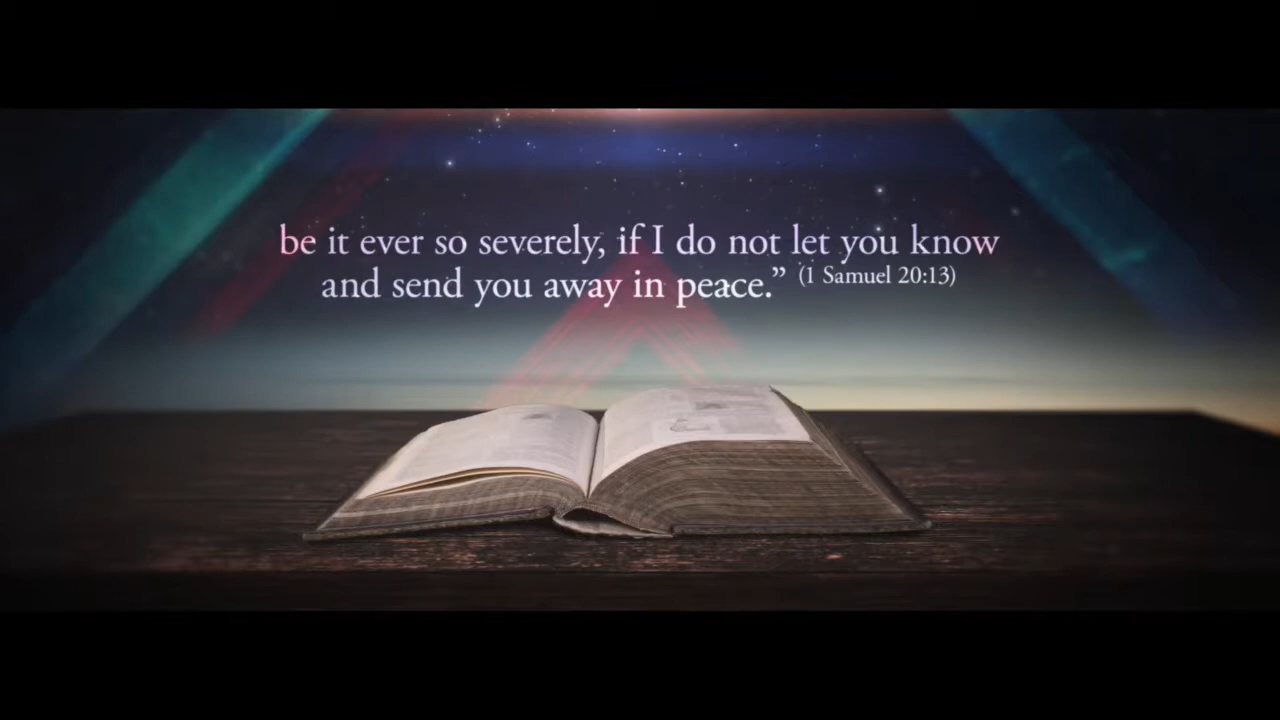 be it ever so severely, if I do not let you know
and send you away in peace.” (1 Samuel 20:13)